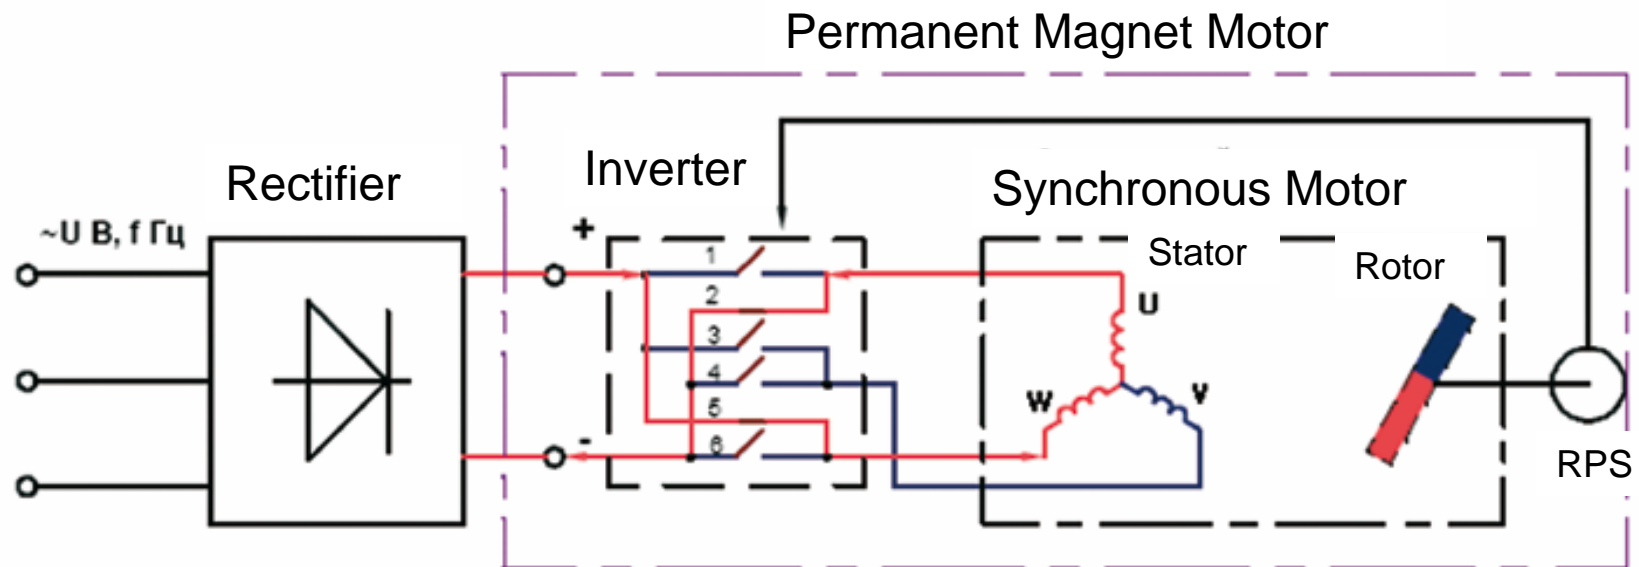 Permanent Magnet Motor
Rectifier
Inverter
Synchronous Motor
~U В, f Гц
+
-
1
2
3
4
5
6
Stator
Rotor
U
W
V
RPS